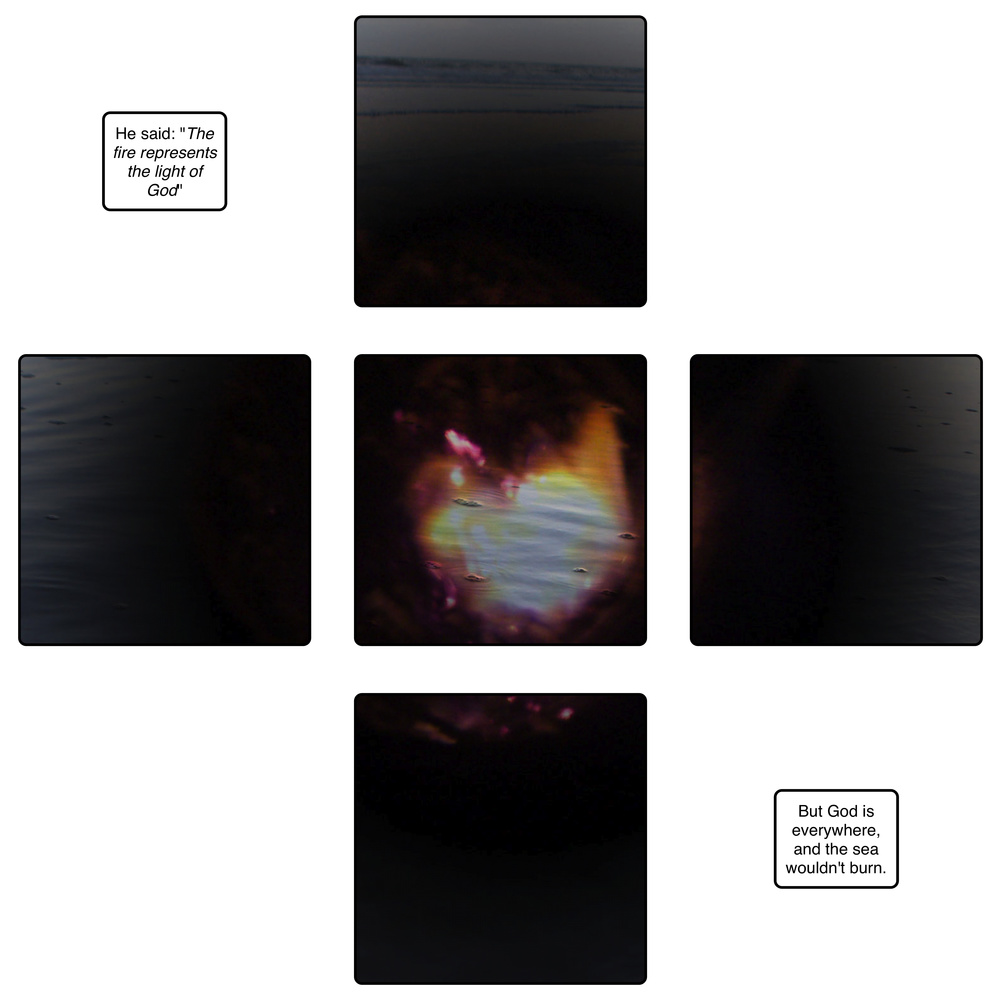 He said: "The
fire represents
the light of
God"
But God is
everywhere,
and the sea
wouldn't burn.